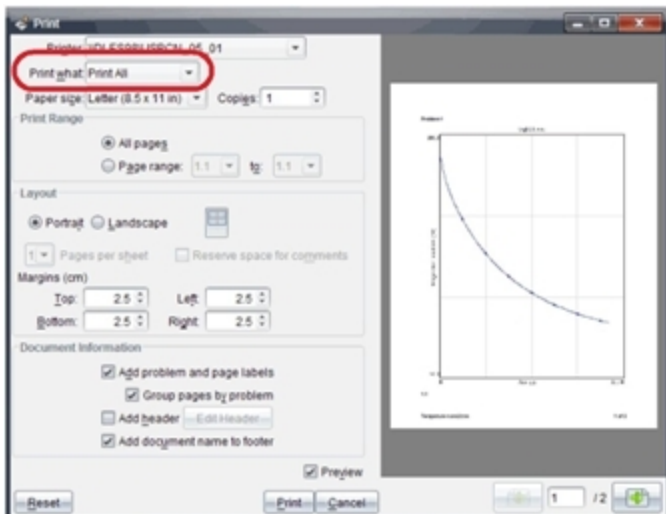 Print
Printer:
Print what: Print All
Paper size: Letter (8.5 x 11 in) Copies: 1
Print Range
All pages
Page range: 1.1 to: 1.1
Layout
Portrait Landscape
1 Pages per sheet Reserve space for comments
Margins (cm)
Top: 2.5 Left: 2.5
Bottom: 2.5 Right: 2.5
Document Information
Add problem and page labels
Group pages by problem
Add header Edit Header
Add document name to footer
Preview
Reset Print Cancel
1 / 2
Problem 1